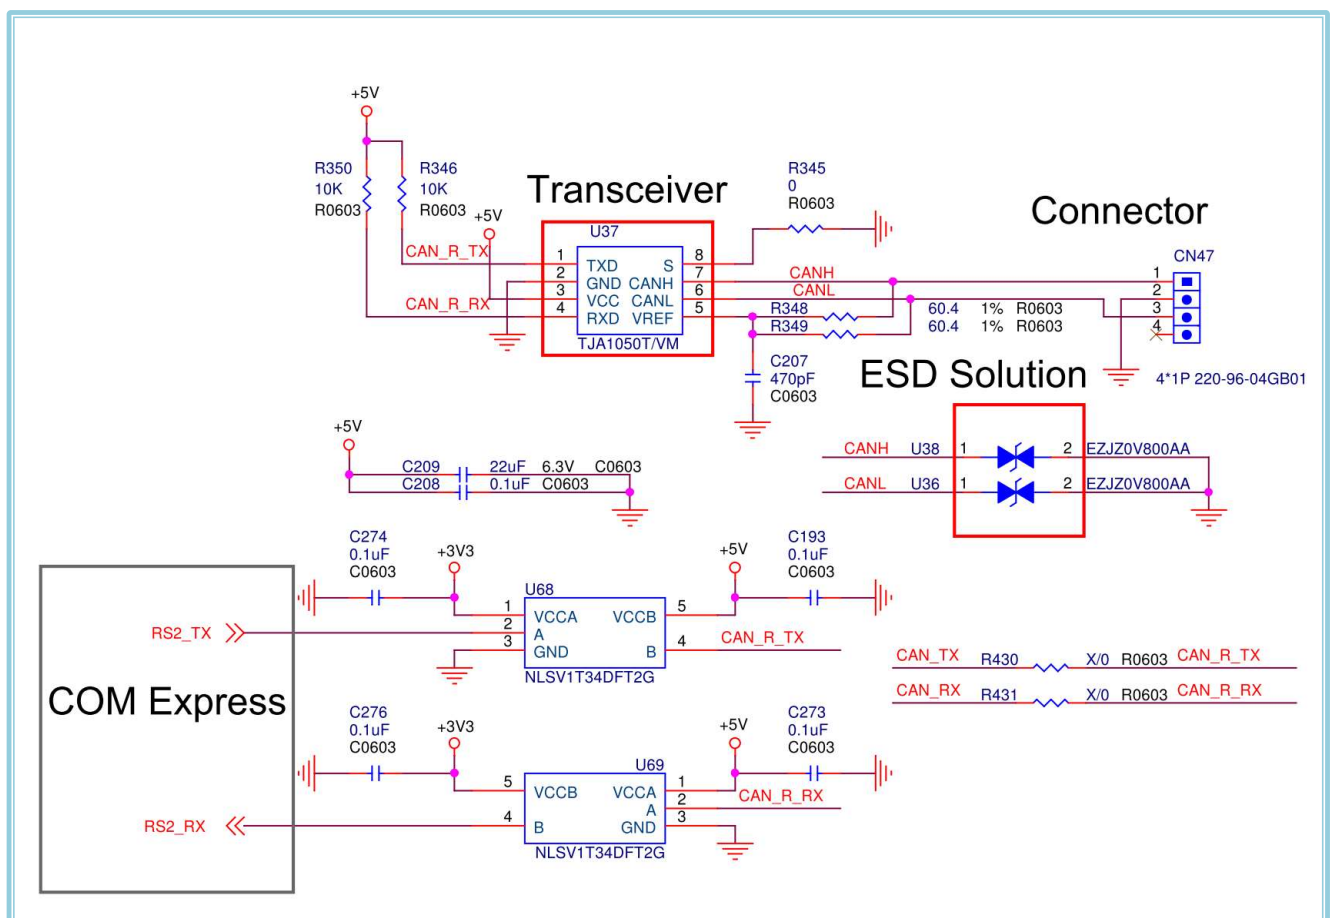 +5V
R350
10K
R0603
R346
10K
R0603
+5V
CAN_R_TX
CAN_R_RX
Transceiver
U37
1 TXD
2 GND
3 VCC
4 RXD
S 8
CANH 7
CANL 6
VREF 5
TJA1050T/VM
R345
0
R0603
CANH
CANL
R348 60.4 1% R0603
R349 60.4 1% R0603
C207
470pF
C0603
Connector
CN47
1
2
3
4
4*1P 220-96-04GB01
ESD Solution
CANH U38 1 2 EZJZ0V800AA
CANL U36 1 2 EZJZ0V800AA
+5V
C209 22uF 6.3V C0603
C208 0.1uF C0603
C274
0.1uF
C0603
+3V3
U68
1 VCCA
2 A
3 GND
VCCB 5
B 4
NLSV1T34DFT2G
+5V
C193
0.1uF
C0603
CAN_R_TX
RS2_TX
COM Express
RS2_RX
C276
0.1uF
C0603
+3V3
U69
5 VCCB
4 B
VCCA 1
A 2
GND 3
NLSV1T34DFT2G
+5V
C273
0.1uF
C0603
CAN_R_RX
CAN_TX R430 X/0 R0603 CAN_R_TX
CAN_RX R431 X/0 R0603 CAN_R_RX